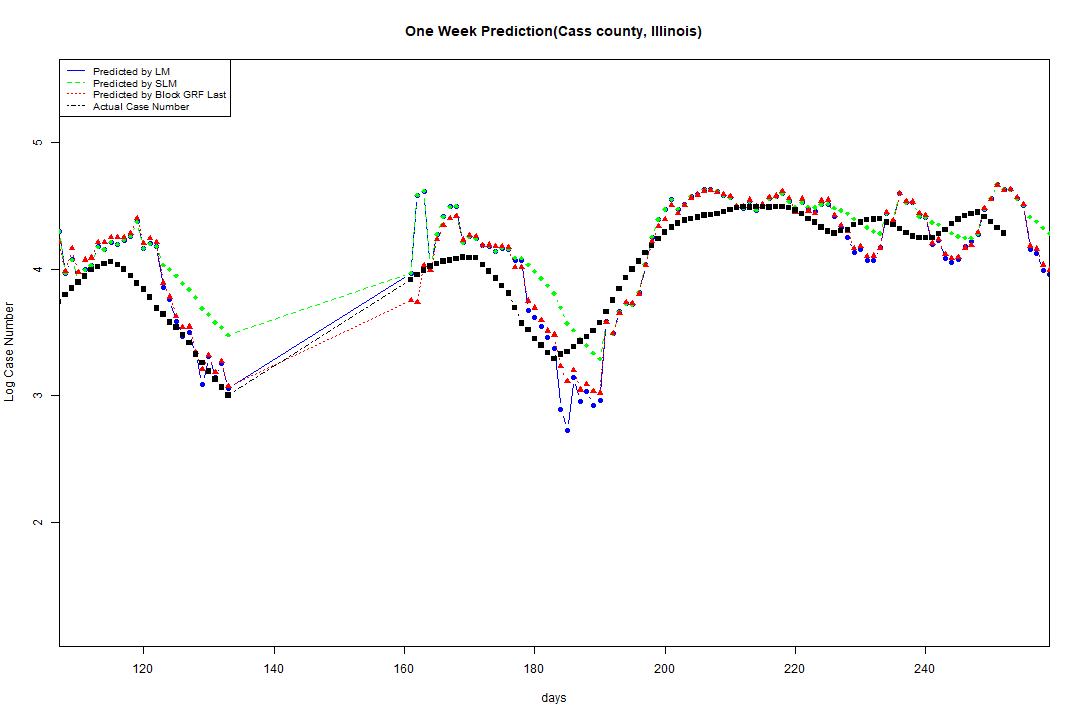 One Week Prediction(Cass county, Illinois)
Predicted by LM
Predicted by SLM
Predicted by Block GRF Last
Actual Case Number
5
4
3
2
Log Case Number
120 140 160 180 200 220 240
days